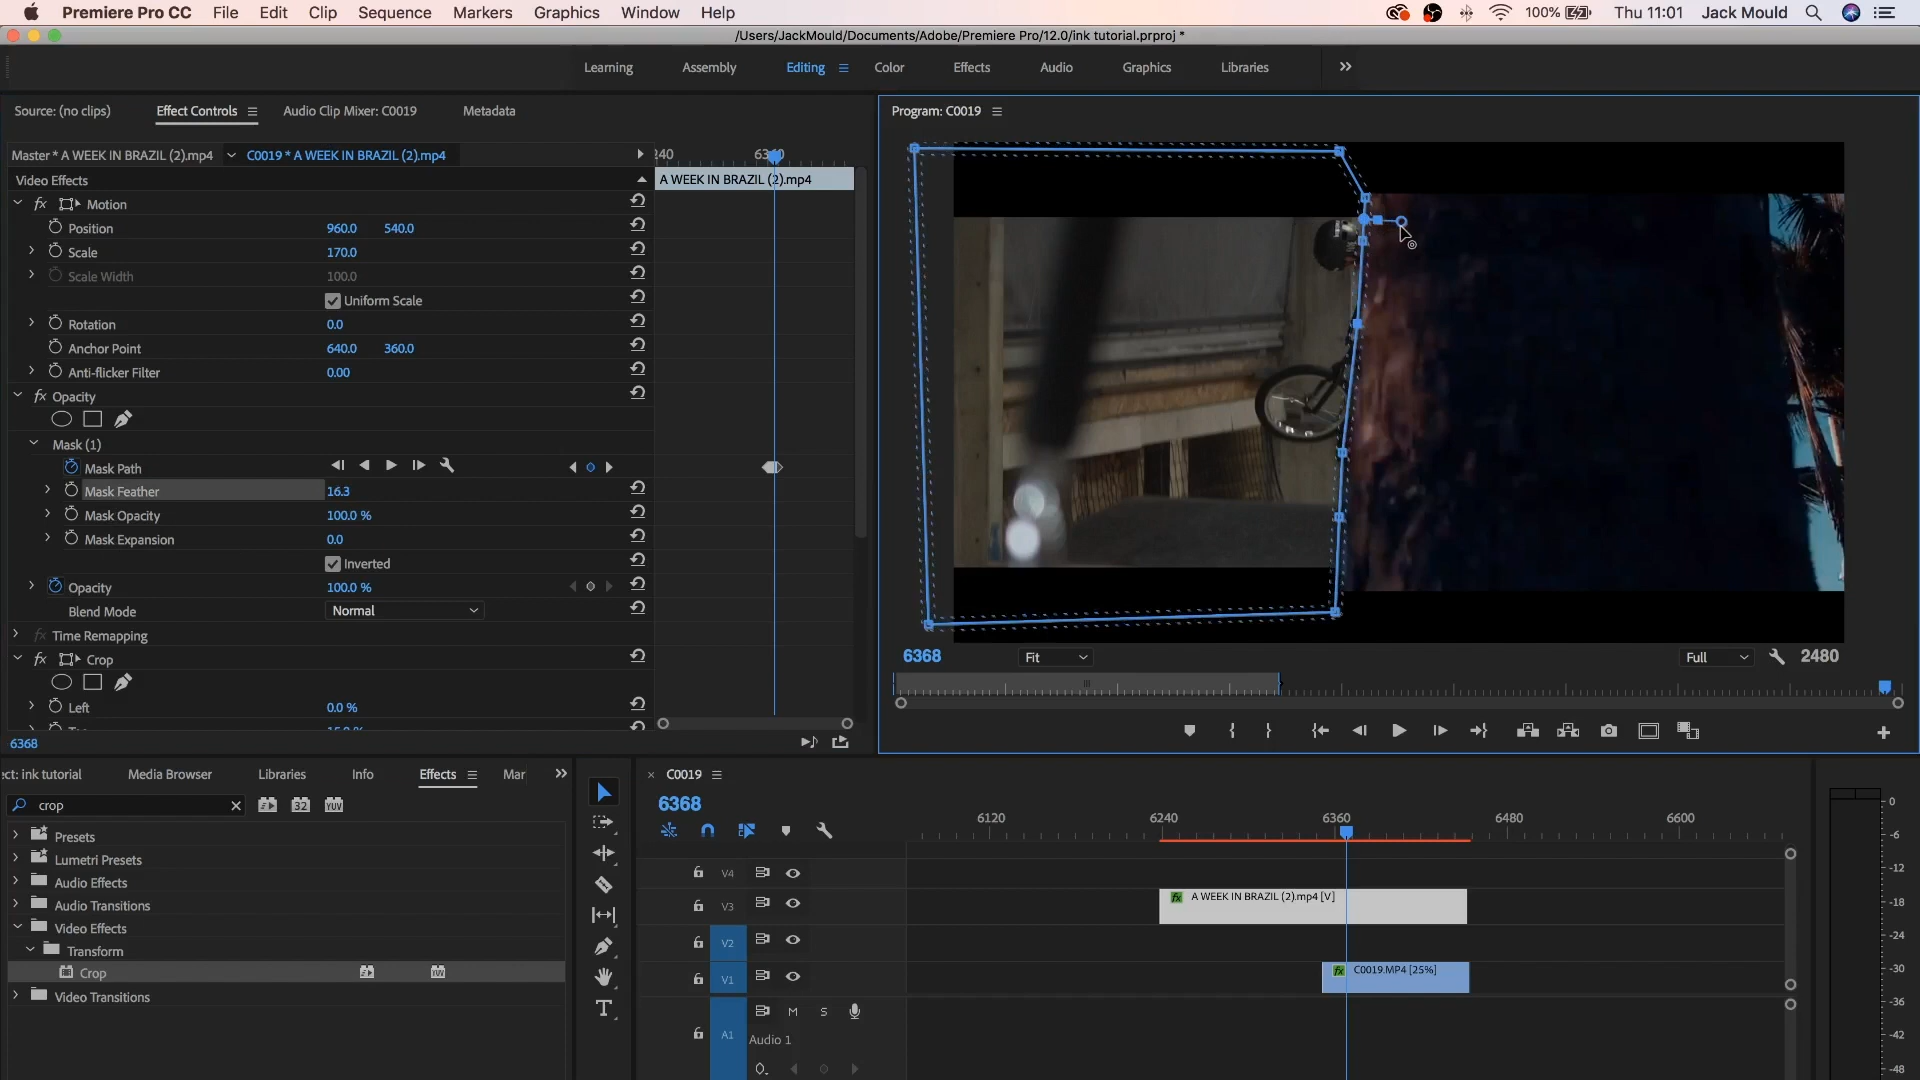 Premiere Pro CC File Edit Clip Sequence Markers Graphics Window Help 100% Thu 11:01 Jack Mould
/Users/JackMould/Documents/Adobe/Premiere Pro/12.0/ink tutorial.prproj *
Learning Assembly Editing Color Effects Audio Graphics Libraries
Source: (no clips) Effect Controls Audio Clip Mixer: C0019 Metadata
Program: C0019
Master * A WEEK IN BRAZIL (2).mp4 C0019 * A WEEK IN BRAZIL (2).mp4
Video Effects
A WEEK IN BRAZIL (2).mp4
fx Motion
Position 960.0 540.0
Scale 170.0
Scale Width 100.0
Uniform Scale
Rotation 0.0
Anchor Point 640.0 360.0
Anti-flicker Filter 0.00
fx Opacity
Mask (1)
Mask Path
Mask Feather 16.3
Mask Opacity 100.0 %
Mask Expansion 0.0
Inverted
Opacity 100.0 %
Blend Mode Normal
fx Time Remapping
fx Crop
Left 0.0 %
6368
6368 Fit Full 2480
ect: ink tutorial Media Browser Libraries Info Effects Mar
crop 32 YUV
Presets
Lumetri Presets
Audio Effects
Audio Transitions
Video Effects
Transform
Crop
Video Transitions
C0019
6368
6120 6240 6360 6480 6600
V4
V3 fx A WEEK IN BRAZIL (2).mp4 [V]
V2
V1 fx C0019.MP4 [25%]
A1 M S
Audio 1
0
-6
-12
-18
-24
-30
-36
-42
-48